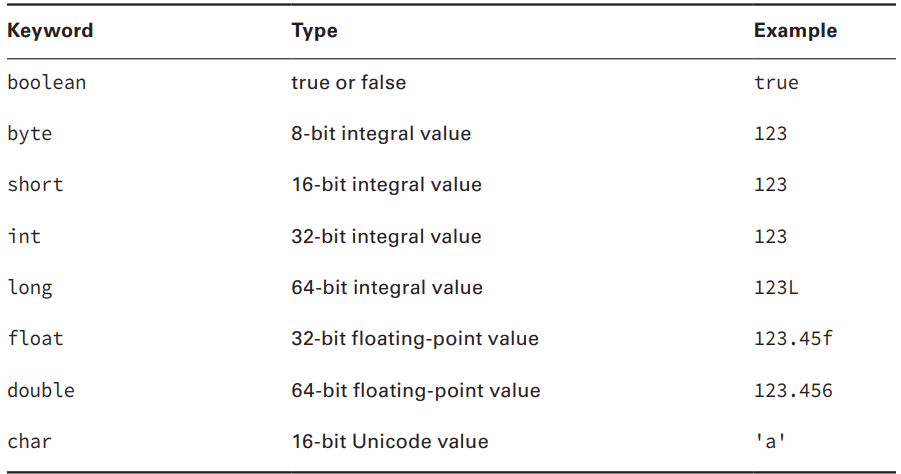 Keyword Type Example
boolean true or false true
byte 8-bit integral value 123
short 16-bit integral value 123
int 32-bit integral value 123
long 64-bit integral value 123L
float 32-bit floating-point value 123.45f
double 64-bit floating-point value 123.456
char 16-bit Unicode value 'a'